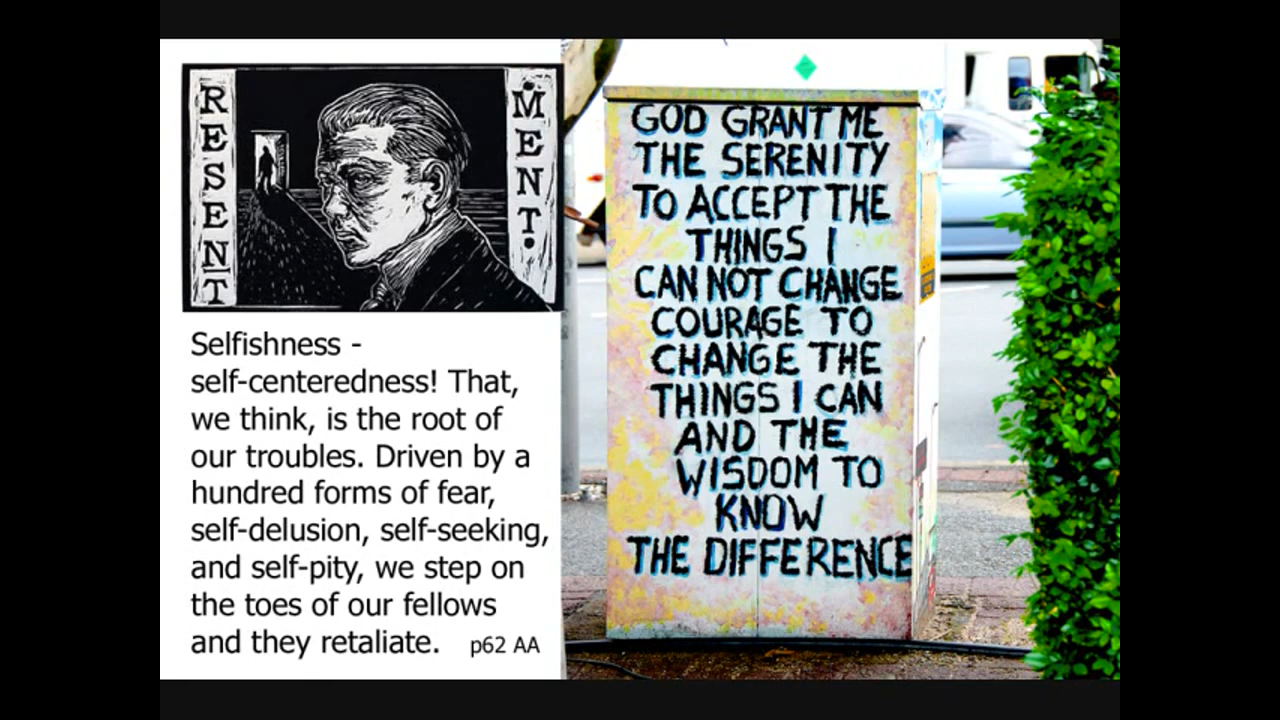 RESENT
MENT.
Selfishness -
self-centeredness! That,
we think, is the root of
our troubles. Driven by a
hundred forms of fear,
self-delusion, self-seeking,
and self-pity, we step on
the toes of our fellows
and they retaliate. p62 AA
GOD GRANT ME
THE SERENITY
TO ACCEPT THE
THINGS I
CAN NOT CHANGE
COURAGE TO
CHANGE THE
THINGS I CAN
AND THE
WISDOM TO
KNOW
THE DIFFERENCE